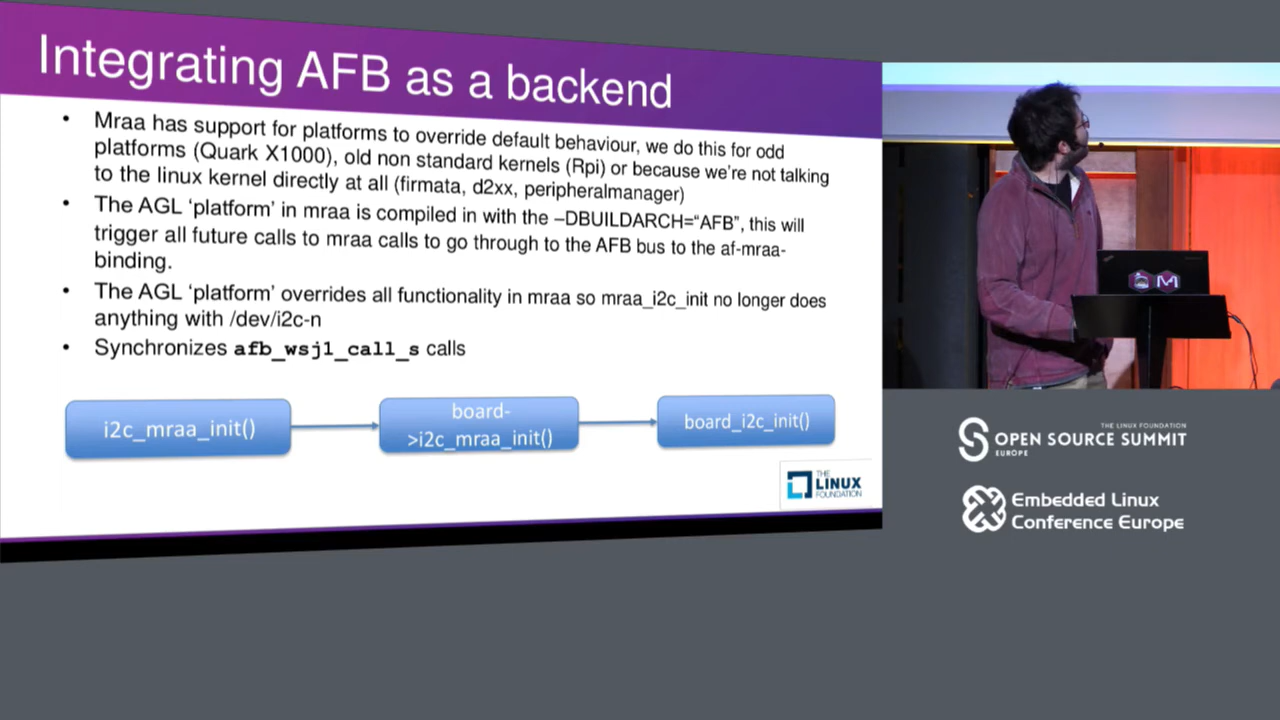 Integrating AFB as a backend
• Mraa has support for platforms to override default behaviour, we do this for odd
platforms (Quark X1000), old non standard kernels (Rpi) or because we're not talking
to the linux kernel directly at all (firmata, d2xx, peripheralmanager)
• The AGL 'platform' in mraa is compiled in with the –DBUILDARCH="AFB", this will
trigger all future calls to mraa calls to go through to the AFB bus to the af-mraa-
binding.
• The AGL 'platform' overrides all functionality in mraa so mraa_i2c_init no longer does
anything with /dev/i2c-n
• Synchronizes afb_wsj1_call_s calls
i2c_mraa_init()
board-
>i2c_mraa_init()
board_i2c_init()
THE
LINUX
FOUNDATION
M
THE LINUX FOUNDATION
OPEN SOURCE SUMMIT
EUROPE
Embedded Linux
Conference Europe